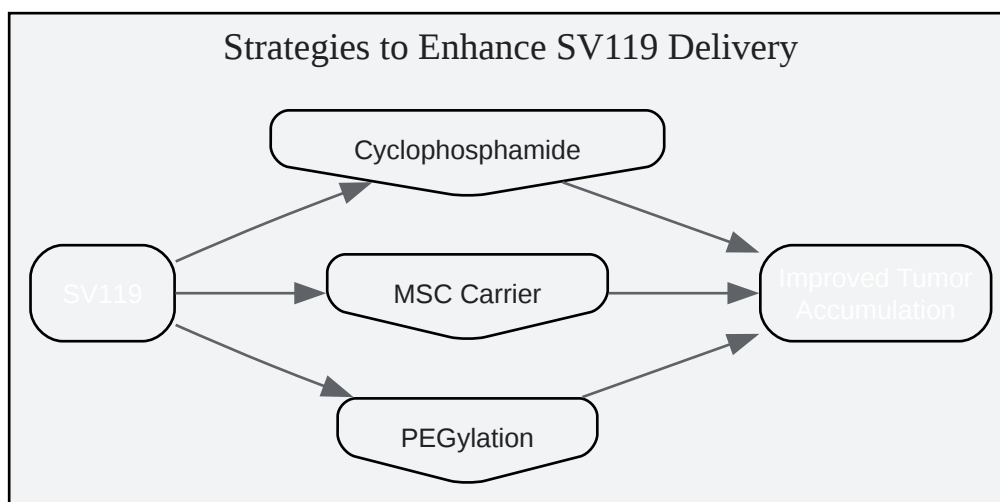 Strategies to Enhance SV119 Delivery
Cyclophosphamide
SV119
MSC Carrier
Improved Tumor
Accumulation
PEGylation